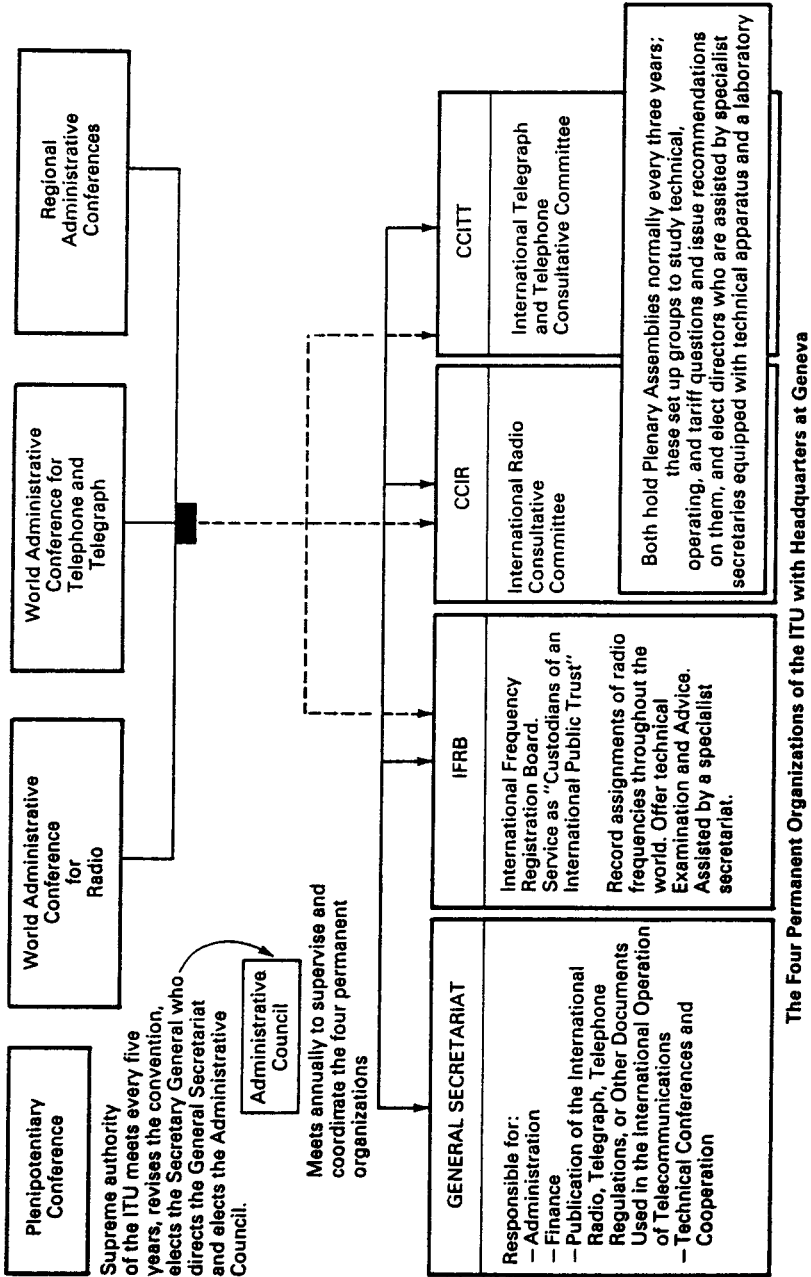 Plenipotentiary
Conference
Supreme authority
of the ITU meets every five
years, revises the convention,
elects the Secretary General who
directs the General Secretariat
and elects the Administrative
Council.
World Administrative
Conference
for
Radio
World Administrative
Conference for
Telephone and
Telegraph
Regional
Administrative
Conferences
Administrative
Council
Meets annually to supervise and
coordinate the four permanent
organizations
GENERAL SECRETARIAT
Responsible for:
– Administration
– Finance
– Publication of the International
Radio, Telegraph, Telephone
Regulations, or Other Documents
Used in the International Operation
of Telecommunications
– Technical Conferences and
Cooperation
IFRB
International Frequency
Registration Board.
Service as "Custodians of an
International Public Trust"
Record assignments of radio
frequencies throughout the
world. Offer technical
Examination and Advice.
Assisted by a specialist
secretariat.
CCIR
International Radio
Consultative
Committee
CCITT
International Telegraph
and Telephone
Consultative Committee
Both hold Plenary Assemblies normally every three years;
these set up groups to study technical,
operating, and tariff questions and issue recommendations
on them, and elect directors who are assisted by specialist
secretaries equipped with technical apparatus and a laboratory
The Four Permanent Organizations of the ITU with Headquarters at Geneva